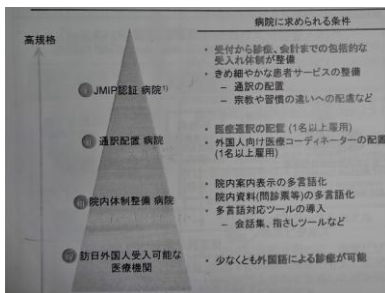 病院に求められる条件
高規格
・受付から診療、会計までの包括的な
受入れ体制が整備
・きめ細やかな患者サービスの整備
– 通訳の配置
– 宗教や習慣の違いへの配慮など
JMIP認証 病院1)
・医療通訳の配置 (1名以上雇用)
・外国人向け医療コーディネーターの配置
(1名以上雇用)
通訳配置 病院
・院内案内表示の多言語化
・院内資料(問診票等)の多言語化
・多言語対応ツールの導入
– 会話集、指さしツールなど
院内体制整備 病院
訪日外国人受入可能な
医療機関
・少なくとも外国語による診療が可能